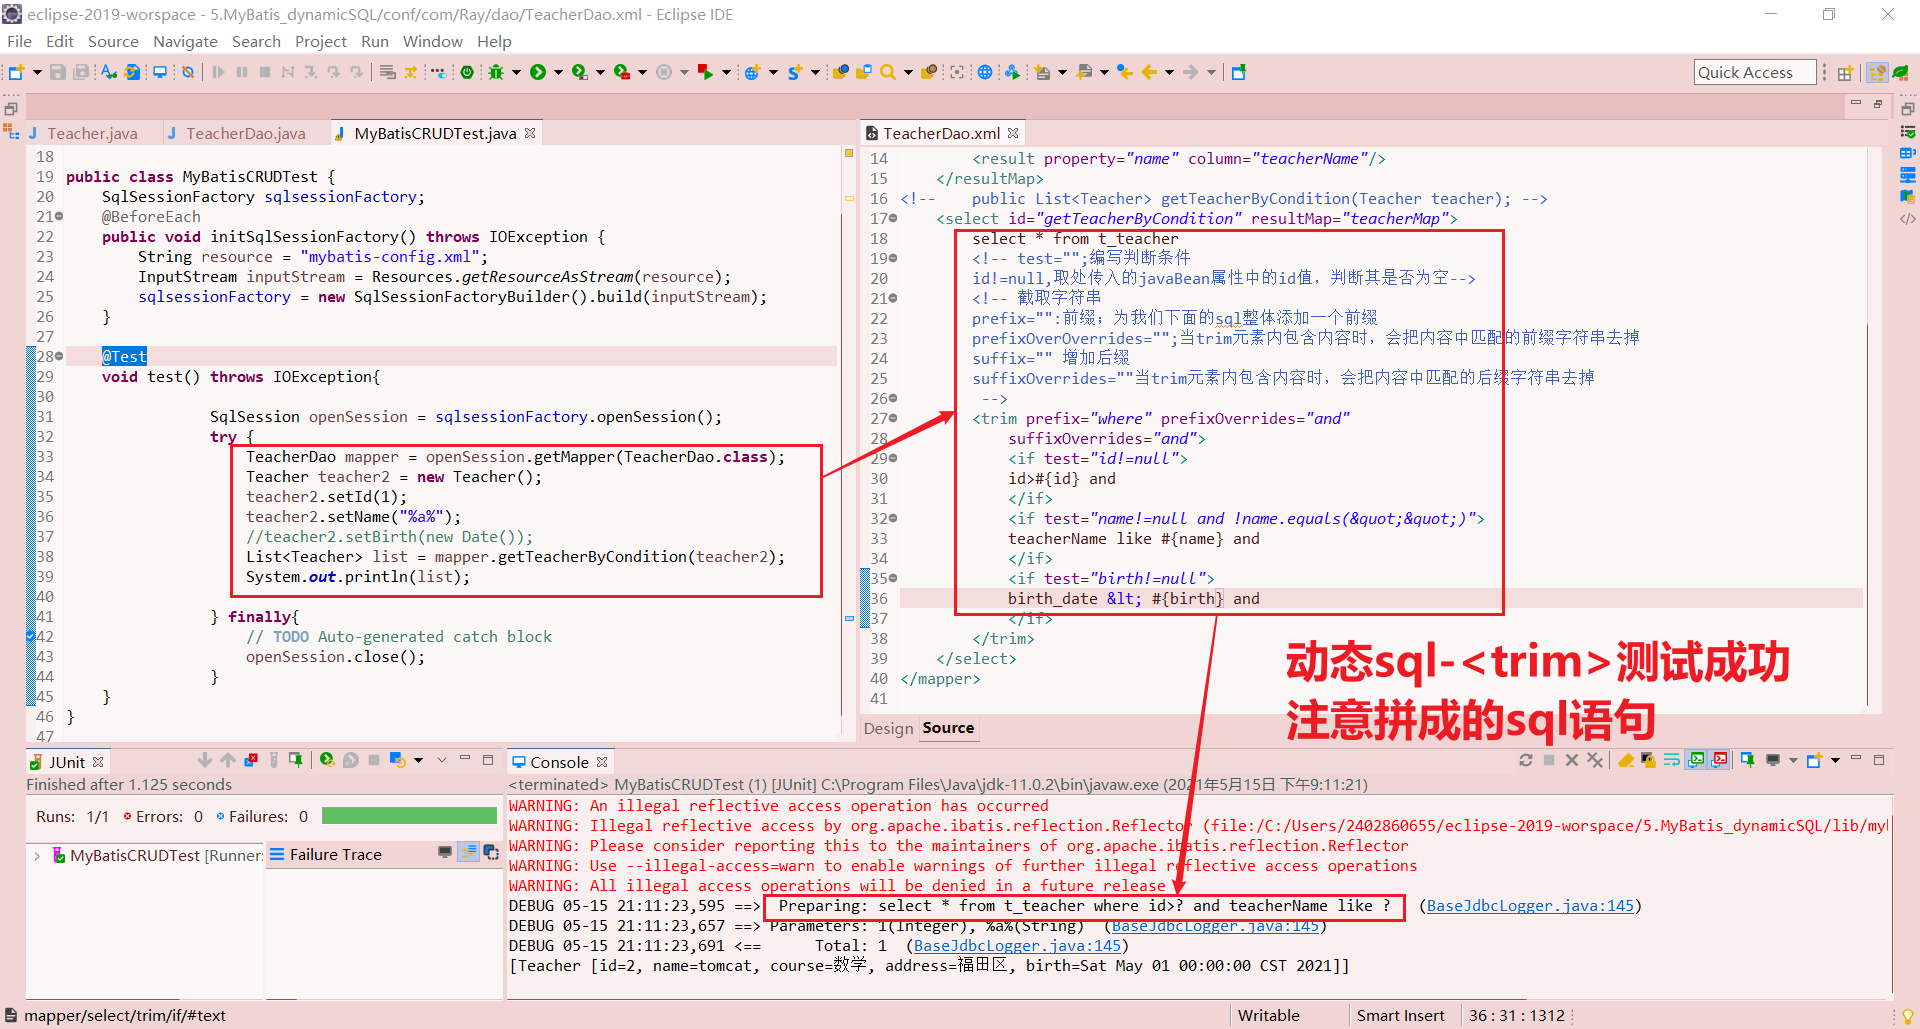 eclipse-2019-worspace - 5.MyBatis_dynamicSQL/conf/com/Ray/dao/TeacherDao.xml - Eclipse IDE
File Edit Source Navigate Search Project Run Window Help
Quick Access
Teacher.java TeacherDao.java MyBatisCRUDTest.java
18
19 public class MyBatisCRUDTest {
20 SqlSessionFactory sqlsessionFactory;
21 @BeforeEach
22 public void initSqlSessionFactory() throws IOException {
23 String resource = "mybatis-config.xml";
24 InputStream inputStream = Resources.getResourceAsStream(resource);
25 sqlsessionFactory = new SqlSessionFactoryBuilder().build(inputStream);
26 }
27
28 @Test
29 void test() throws IOException{
30
31 SqlSession openSession = sqlsessionFactory.openSession();
32 try {
33 TeacherDao mapper = openSession.getMapper(TeacherDao.class);
34 Teacher teacher2 = new Teacher();
35 teacher2.setId(1);
36 teacher2.setName("%a%");
37 //teacher2.setBirth(new Date());
38 List<Teacher> list = mapper.getTeacherByCondition(teacher2);
39 System.out.println(list);
40
41 } finally{
42 // TODO Auto-generated catch block
43 openSession.close();
44 }
45 }
46 }
47
TeacherDao.xml
14 <result property="name" column="teacherName"/>
15 </resultMap>
16 <!-- public List<Teacher> getTeacherByCondition(Teacher teacher); -->
17 <select id="getTeacherByCondition" resultMap="teacherMap">
18 select * from t_teacher
19 <!-- test="";编写判断条件
20 id!=null,取处传入的javaBean属性中的id值，判断其是否为空-->
21 <!-- 截取字符串
22 prefix="":前缀；为我们下面的sql整体添加一个前缀
23 prefixOverOverrides="";当trim元素内包含内容时，会把内容中匹配的前缀字符串去掉
24 suffix="" 增加后缀
25 suffixOverrides=""当trim元素内包含内容时，会把内容中匹配的后缀字符串去掉
26 -->
27 <trim prefix="where" prefixOverrides="and"
28 suffixOverrides="and">
29 <if test="id!=null">
30 id>#{id} and
31 </if>
32 <if test="name!=null and !name.equals(&quot;&quot;)">
33 teacherName like #{name} and
34 </if>
35 <if test="birth!=null">
36 birth_date &lt; #{birth} and
37 </if>
38 </trim>
39 </select>
40 </mapper>
41
动态sql-<trim>测试成功
注意拼成的sql语句
Design Source
JUnit
Finished after 1.125 seconds
Runs: 1/1 Errors: 0 Failures: 0
MyBatisCRUDTest [Runner: Failure Trace
Console
<terminated> MyBatisCRUDTest (1) [JUnit] C:\Program Files\Java\jdk-11.0.2\bin\javaw.exe (2021年5月15日 下午9:11:21)
WARNING: An illegal reflective access operation has occurred
WARNING: Illegal reflective access by org.apache.ibatis.reflection.Reflector (file:/C:/Users/2402860655/eclipse-2019-worspace/5.MyBatis_dynamicSQL/lib/myl
WARNING: Please consider reporting this to the maintainers of org.apache.ibatis.reflection.Reflector
WARNING: Use --illegal-access=warn to enable warnings of further illegal reflective access operations
WARNING: All illegal access operations will be denied in a future release
DEBUG 05-15 21:11:23,595 ==> Preparing: select * from t_teacher where id>? and teacherName like ? (BaseJdbcLogger.java:145)
DEBUG 05-15 21:11:23,657 ==> Parameters: 1(Integer), %a%(String) (BaseJdbcLogger.java:145)
DEBUG 05-15 21:11:23,691 <== Total: 1 (BaseJdbcLogger.java:145)
[Teacher [id=2, name=tomcat, course=数学, address=福田区, birth=Sat May 01 00:00:00 CST 2021]]
mapper/select/trim/if/#text
Writable Smart Insert 36 : 31 : 1312